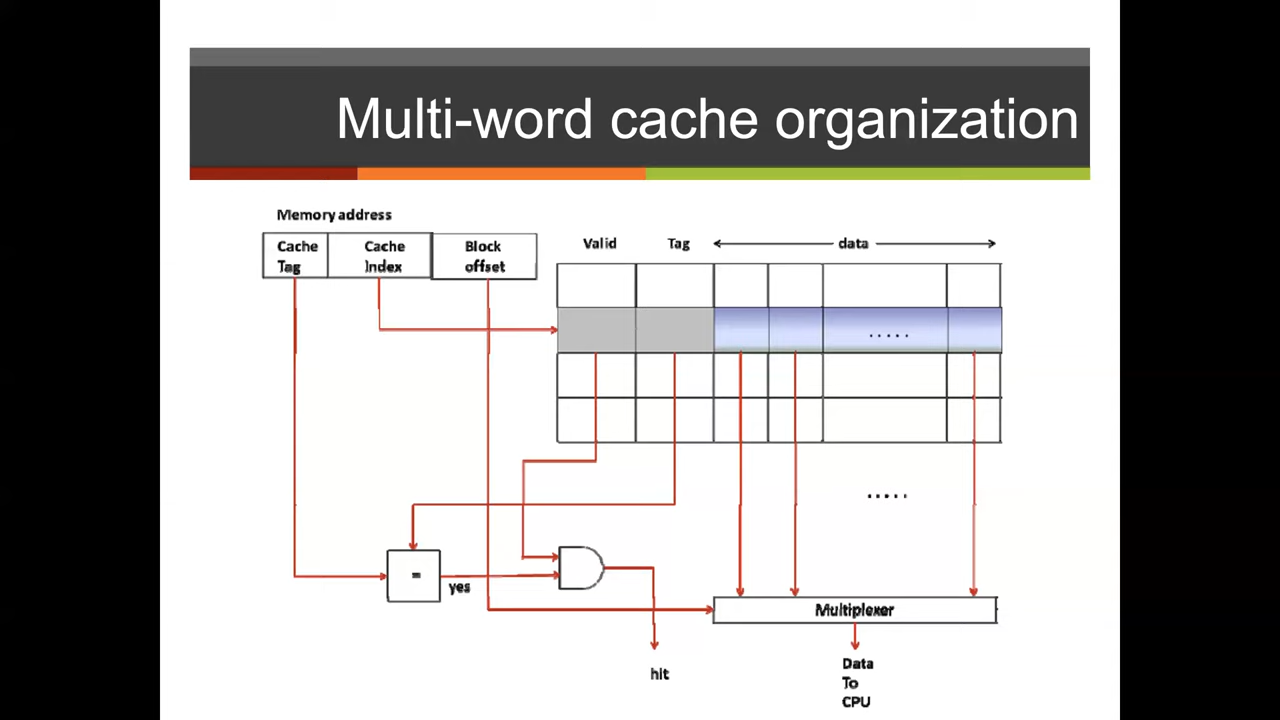 Multi-word cache organization
Memory address
Cache Tag
Cache Index
Block offset
Valid
Tag
data
.....
.....
=
yes
Multiplexer
hit
Data
To
CPU